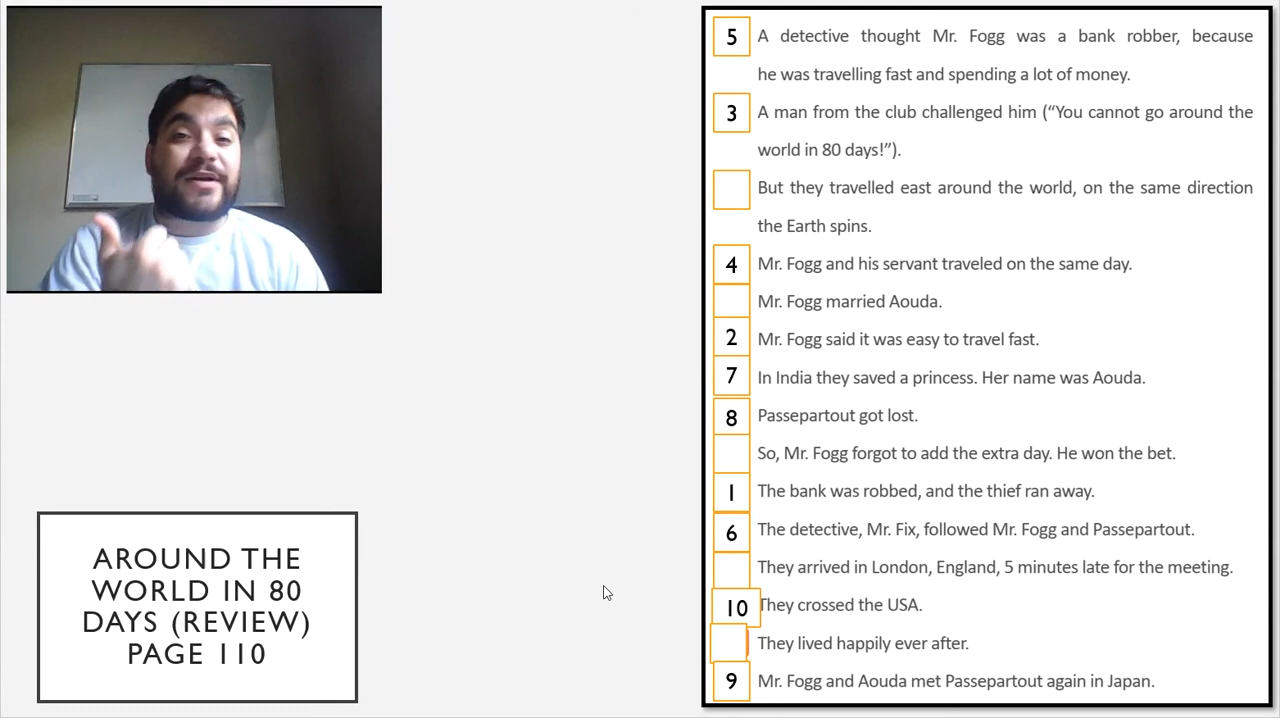 5 A detective thought Mr. Fogg was a bank robber, because
he was travelling fast and spending a lot of money.
3 A man from the club challenged him (“You cannot go around the
world in 80 days!”).
But they travelled east around the world, on the same direction
the Earth spins.
4 Mr. Fogg and his servant traveled on the same day.
Mr. Fogg married Aouda.
2 Mr. Fogg said it was easy to travel fast.
7 In India they saved a princess. Her name was Aouda.
8 Passepartout got lost.
So, Mr. Fogg forgot to add the extra day. He won the bet.
1 The bank was robbed, and the thief ran away.
6 The detective, Mr. Fix, followed Mr. Fogg and Passepartout.
They arrived in London, England, 5 minutes late for the meeting.
10 They crossed the USA.
They lived happily ever after.
9 Mr. Fogg and Aouda met Passepartout again in Japan.
AROUND THE
WORLD IN 80
DAYS (REVIEW)
PAGE 110